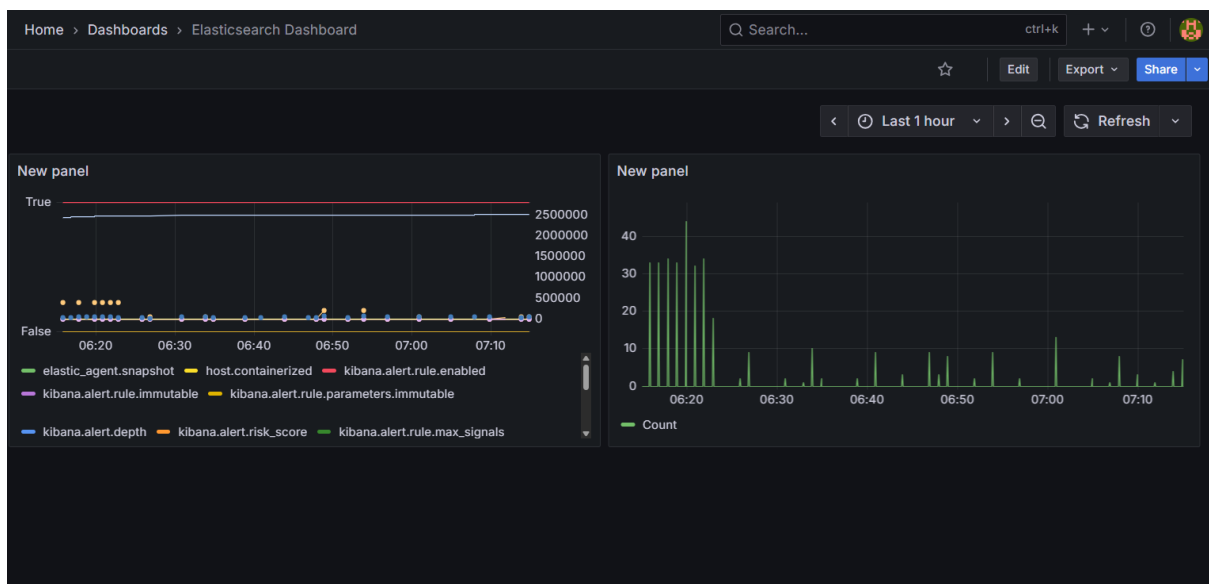 Home > Dashboards > Elasticsearch Dashboard
Search... ctrl+k
Edit Export Share
Last 1 hour Refresh
New panel
True
2500000
2000000
1500000
1000000
500000
0
False
06:20 06:30 06:40 06:50 07:00 07:10
elastic_agent.snapshot host.containerized kibana.alert.rule.enabled
kibana.alert.rule.immutable kibana.alert.rule.parameters.immutable
kibana.alert.depth kibana.alert.risk_score kibana.alert.rule.max_signals
New panel
40
30
20
10
0
06:20 06:30 06:40 06:50 07:00 07:10
Count